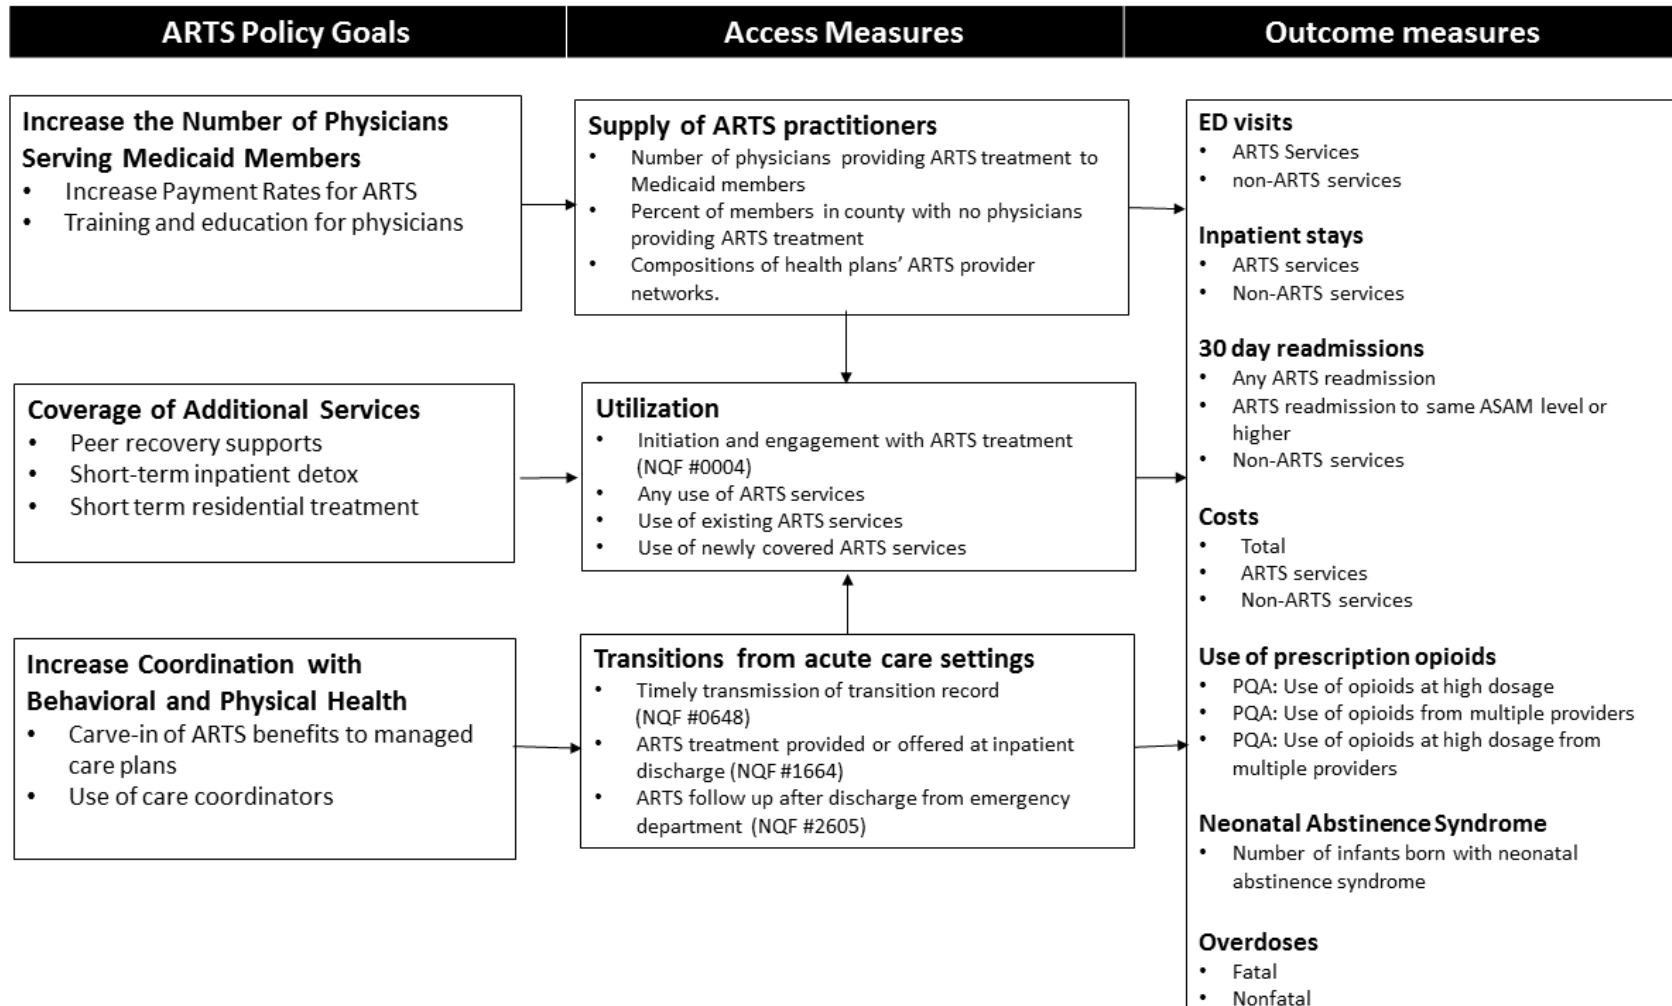 ARTS Policy Goals
Access Measures
Outcome measures
Increase the Number of Physicians
Serving Medicaid Members
• Increase Payment Rates for ARTS
• Training and education for physicians
Coverage of Additional Services
• Peer recovery supports
• Short-term inpatient detox
• Short term residential treatment
Increase Coordination with
Behavioral and Physical Health
• Carve-in of ARTS benefits to managed
care plans
• Use of care coordinators
Supply of ARTS practitioners
• Number of physicians providing ARTS treatment to
Medicaid members
• Percent of members in county with no physicians
providing ARTS treatment
• Compositions of health plans’ ARTS provider
networks.
Utilization
• Initiation and engagement with ARTS treatment
(NQF #0004)
• Any use of ARTS services
• Use of existing ARTS services
• Use of newly covered ARTS services
Transitions from acute care settings
• Timely transmission of transition record
(NQF #0648)
• ARTS treatment provided or offered at inpatient
discharge (NQF #1664)
• ARTS follow up after discharge from emergency
department (NQF #2605)
ED visits
• ARTS Services
• non-ARTS services
Inpatient stays
• ARTS services
• Non-ARTS services
30 day readmissions
• Any ARTS readmission
• ARTS readmission to same ASAM level or
higher
• Non-ARTS services
Costs
• Total
• ARTS services
• Non-ARTS services
Use of prescription opioids
• PQA: Use of opioids at high dosage
• PQA: Use of opioids from multiple providers
• PQA: Use of opioids at high dosage from
multiple providers
Neonatal Abstinence Syndrome
• Number of infants born with neonatal
abstinence syndrome
Overdoses
• Fatal
• Nonfatal